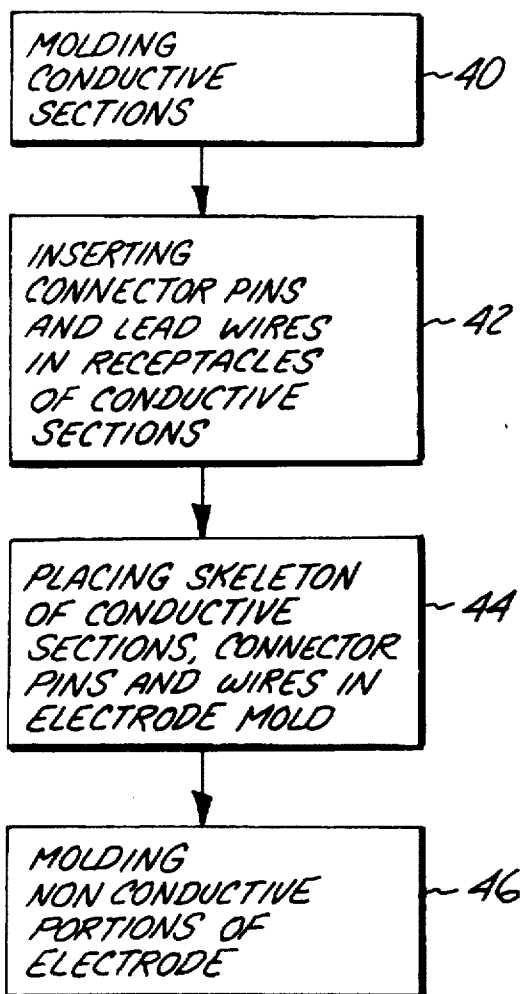 MOLDING
CONDUCTIVE
SECTIONS
40
INSERTING
CONNECTOR PINS
AND LEAD WIRES
IN RECEPTACLES
OF CONDUCTIVE
SECTIONS
42
PLACING SKELETON
OF CONDUCTIVE
SECTIONS, CONNECTOR
PINS AND WIRES IN
ELECTRODE MOLD
44
MOLDING
NON CONDUCTIVE
PORTIONS OF
ELECTRODE
46